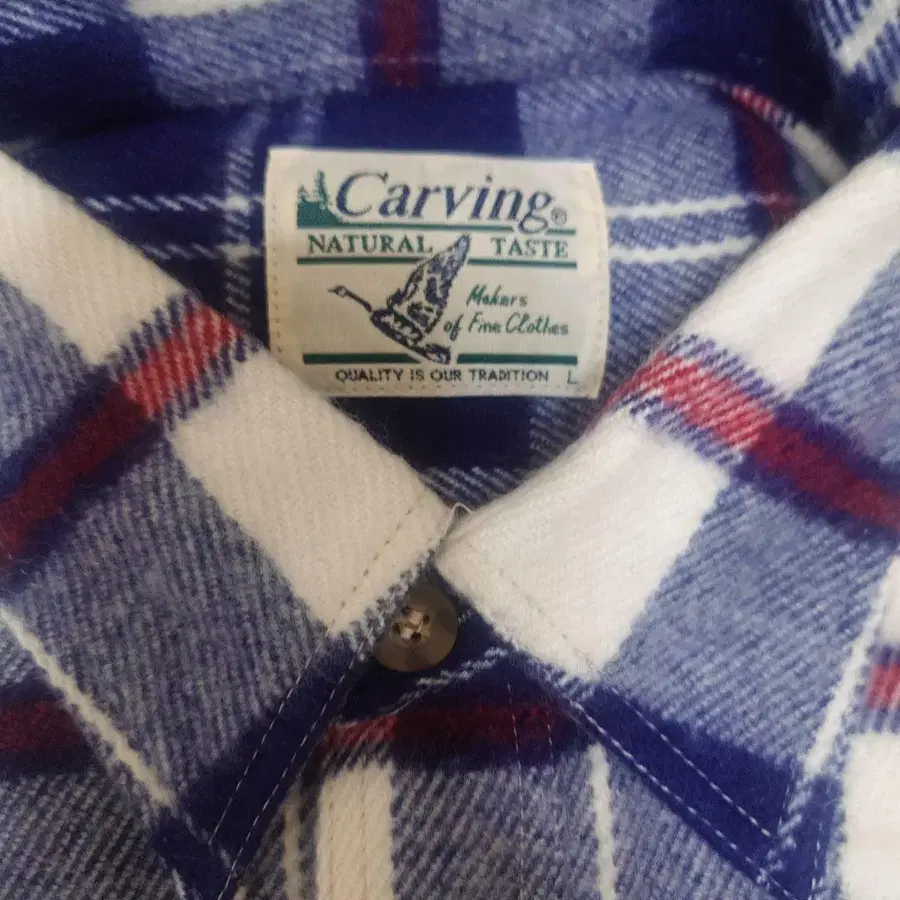 Carving®
NATURAL TASTE
Makers
of Fine Clothes
QUALITY IS OUR TRADITION L